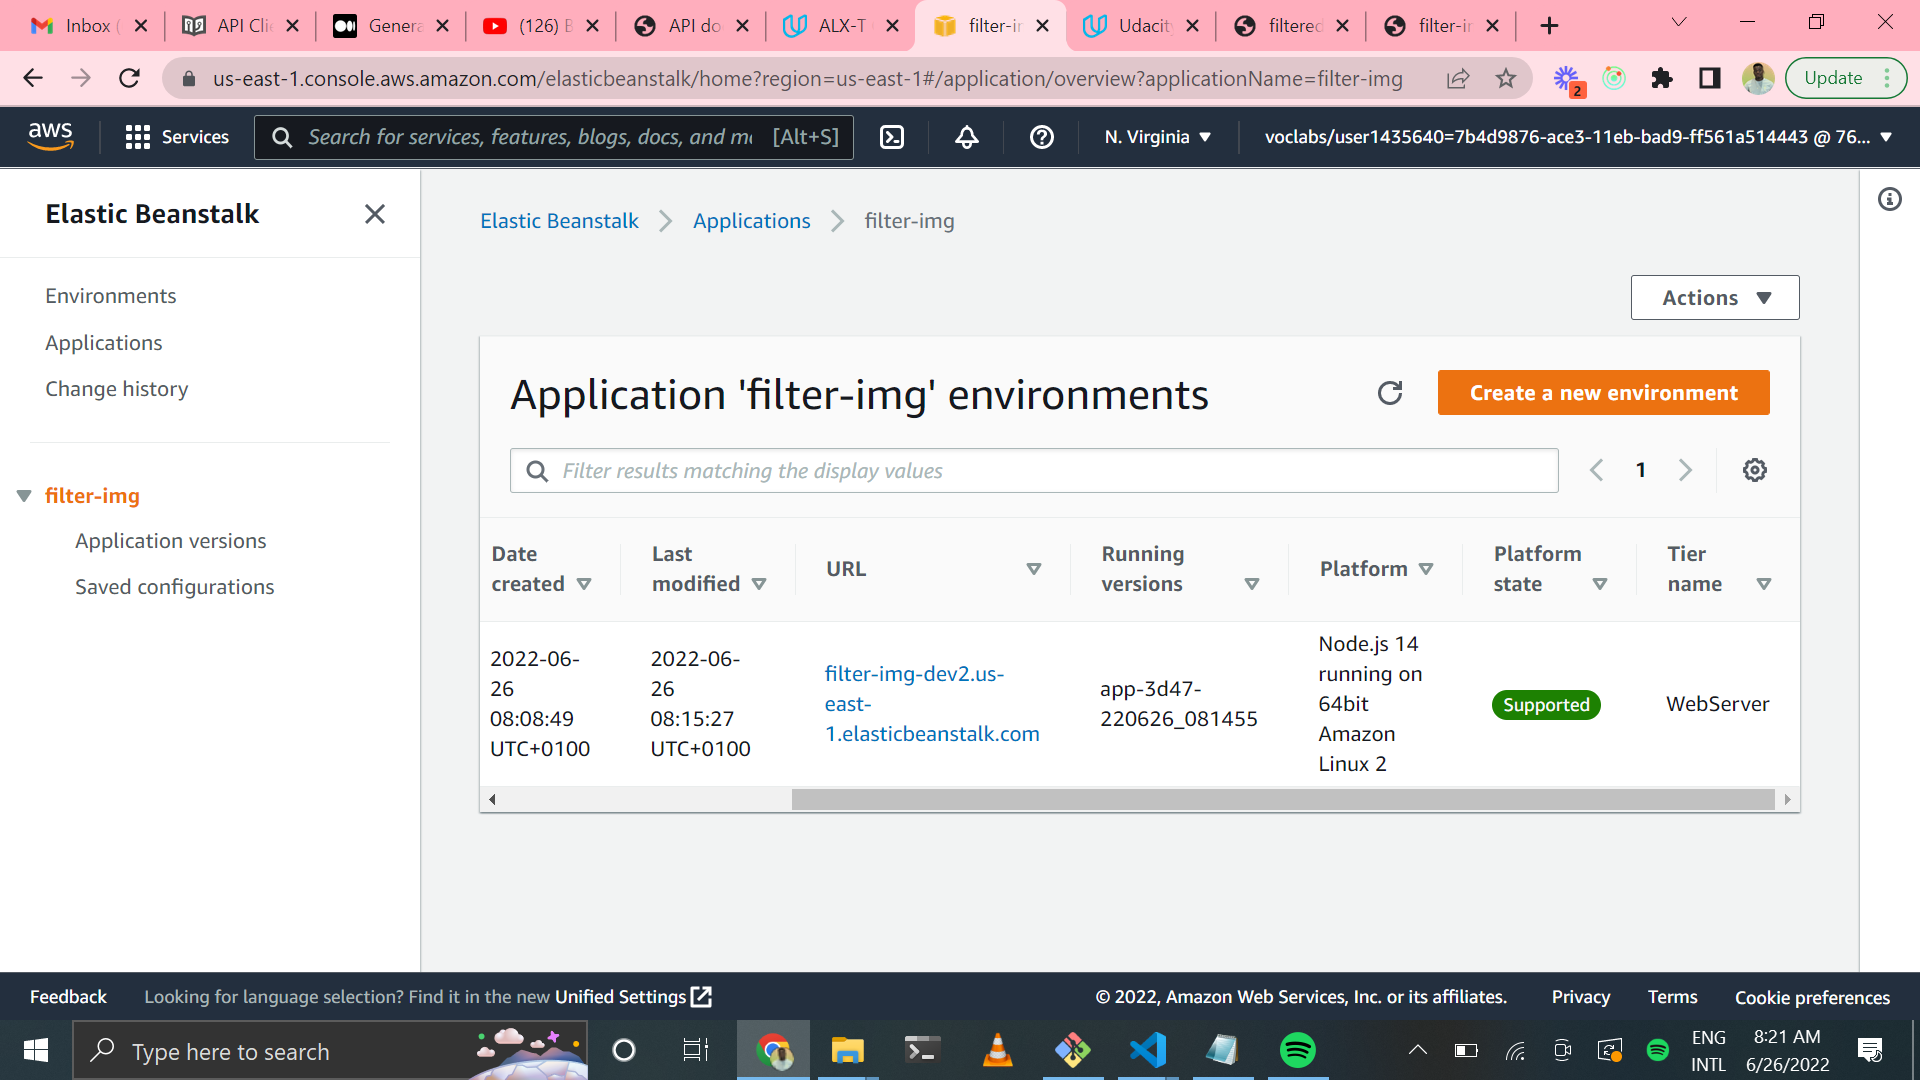 Inbox (
API Clie
Genera
(126) B
API do
ALX-T
filter-in
Udacity
filtered
filter-in
us-east-1.console.aws.amazon.com/elasticbeanstalk/home?region=us-east-1#/application/overview?applicationName=filter-img
2
Update
aws
Services
Search for services, features, blogs, docs, and mo
[Alt+S]
N. Virginia
voclabs/user1435640=7b4d9876-ace3-11eb-bad9-ff561a514443 @ 76...
Elastic Beanstalk
Environments
Applications
Change history
filter-img
Application versions
Saved configurations
Elastic Beanstalk
Applications
filter-img
Actions
Application 'filter-img' environments
Create a new environment
Filter results matching the display values
1
Date
created
Last
modified
URL
Running
versions
Platform
Platform
state
Tier
name
2022-06-
26
08:08:49
UTC+0100
2022-06-
26
08:15:27
UTC+0100
filter-img-dev2.us-
east-
1.elasticbeanstalk.com
app-3d47-
220626_081455
Node.js 14
running on
64bit
Amazon
Linux 2
Supported
WebServer
Feedback
Looking for language selection? Find it in the new Unified Settings
© 2022, Amazon Web Services, Inc. or its affiliates.
Privacy
Terms
Cookie preferences
Type here to search
ENG
INTL
8:21 AM
6/26/2022